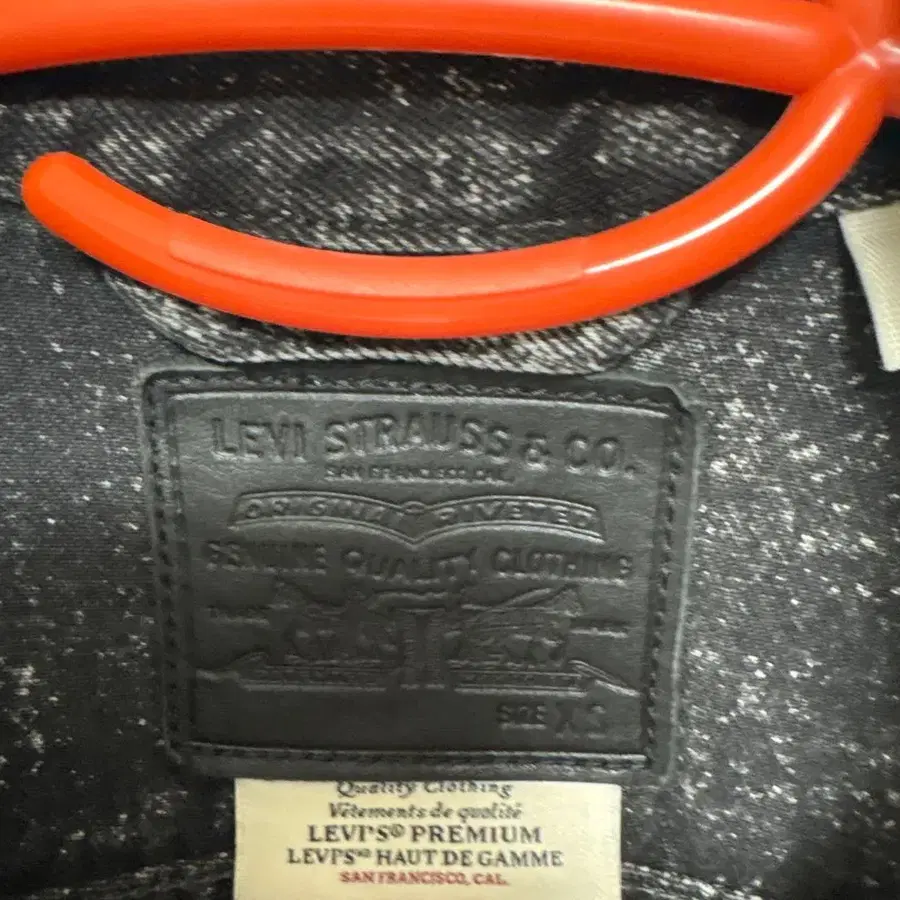 LEVI STRAUSS & CO.
SAN FRANCISCO, CAL.
ORIGINAL RIVETED
GENUINE QUALITY CLOTHING
SIZE XS
Quality Clothing
Vêtements de qualité
LEVI'S® PREMIUM
LEVI'S MD HAUT DE GAMME
SAN FRANCISCO, CAL.